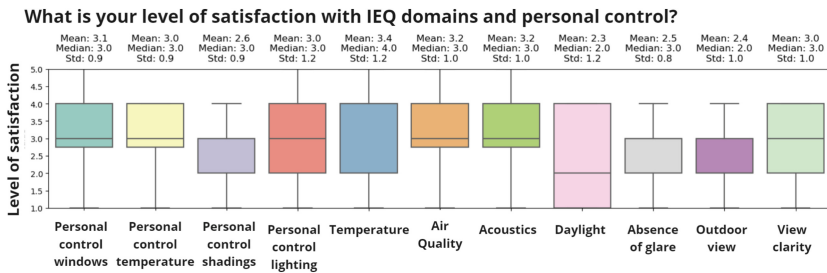 What is your level of satisfaction with IEQ domains and personal control?
Mean: 3.1 Mean: 3.0 Mean: 2.6 Mean: 3.0 Mean: 3.4 Mean: 3.2 Mean: 3.2 Mean: 2.3 Mean: 2.5 Mean: 2.4 Mean: 3.0
Median: 3.0 Median: 3.0 Median: 3.0 Median: 3.0 Median: 4.0 Median: 3.0 Median: 3.0 Median: 2.0 Median: 3.0 Median: 2.0 Median: 3.0
Std: 0.9 Std: 0.9 Std: 0.9 Std: 1.2 Std: 1.2 Std: 1.0 Std: 1.0 Std: 1.2 Std: 0.8 Std: 1.0 Std: 1.0
Level of satisfaction
5.0
4.5
4.0
3.5
3.0
2.5
2.0
1.5
1.0
Personal control windows
Personal control temperature
Personal control shadings
Personal control lighting
Temperature
Air Quality
Acoustics
Daylight
Absence of glare
Outdoor view
View clarity